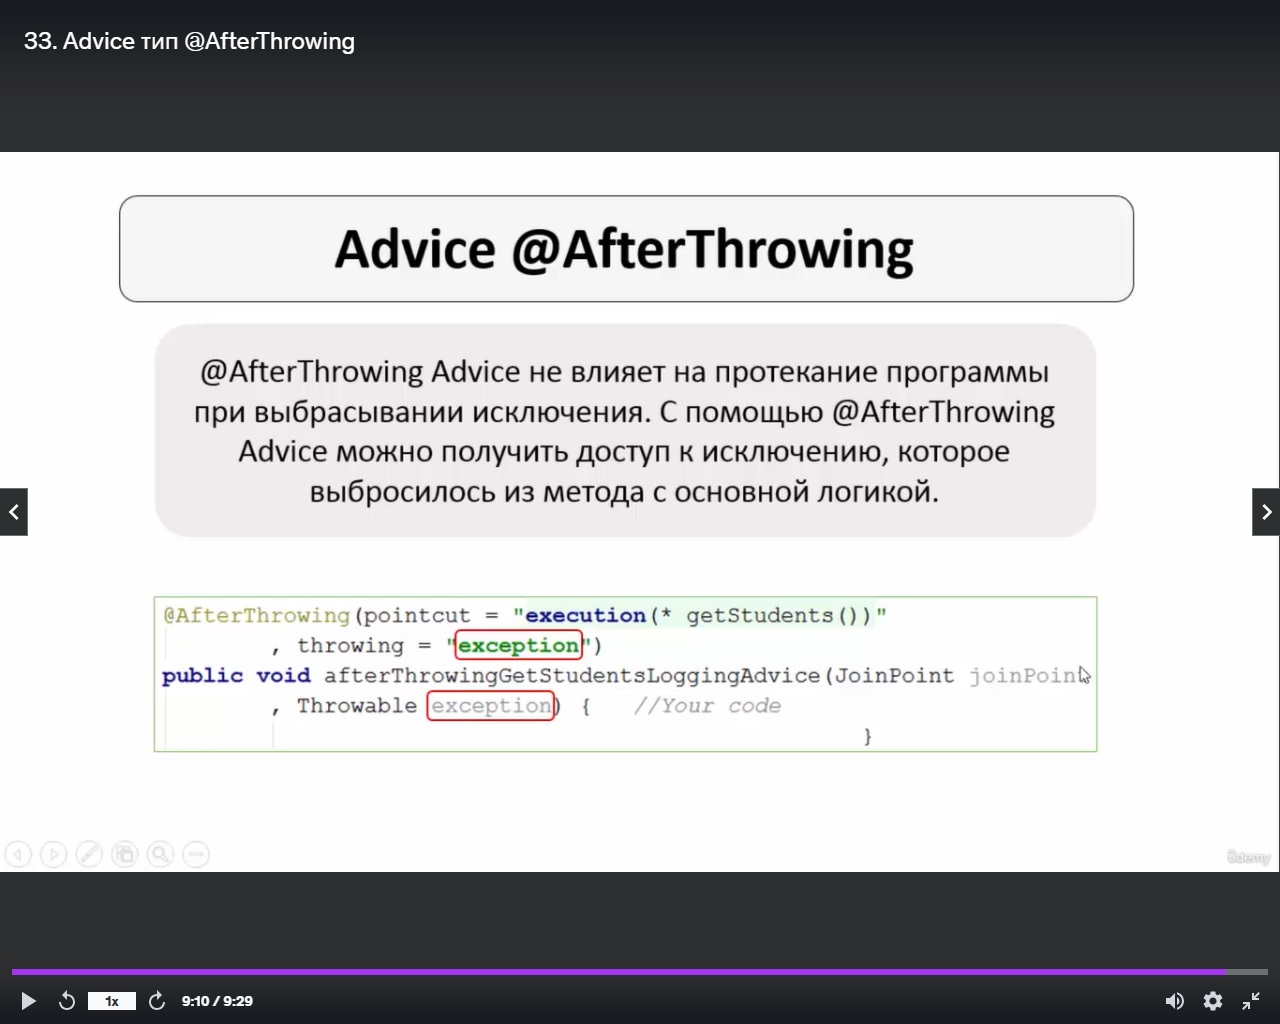 33. Advice тип @AfterThrowing
Advice @AfterThrowing
@AfterThrowing Advice не влияет на протекание программы
при выбрасывании исключения. С помощью @AfterThrowing
Advice можно получить доступ к исключению, которое
выбросилось из метода с основной логикой.
@AfterThrowing(pointcut = "execution(* getStudents())"
, throwing = "exception")
public void afterThrowingGetStudentsLoggingAdvice(JoinPoint joinPoint
, Throwable exception) { //Your code
}
Udemy
1x 9:10 / 9:29